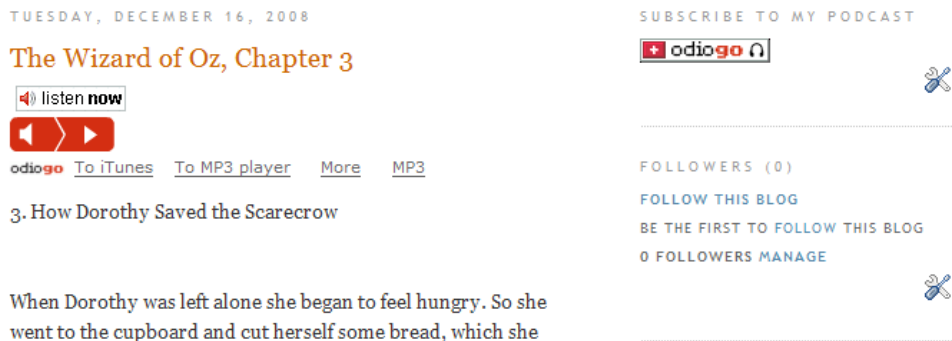 TUESDAY, DECEMBER 16, 2008
The Wizard of Oz, Chapter 3
listen now
odiogo To iTunes To MP3 player More MP3
3. How Dorothy Saved the Scarecrow
When Dorothy was left alone she began to feel hungry. So she
went to the cupboard and cut herself some bread, which she
SUBSCRIBE TO MY PODCAST
odiogo
FOLLOWERS (0)
FOLLOW THIS BLOG
BE THE FIRST TO FOLLOW THIS BLOG
0 FOLLOWERS MANAGE